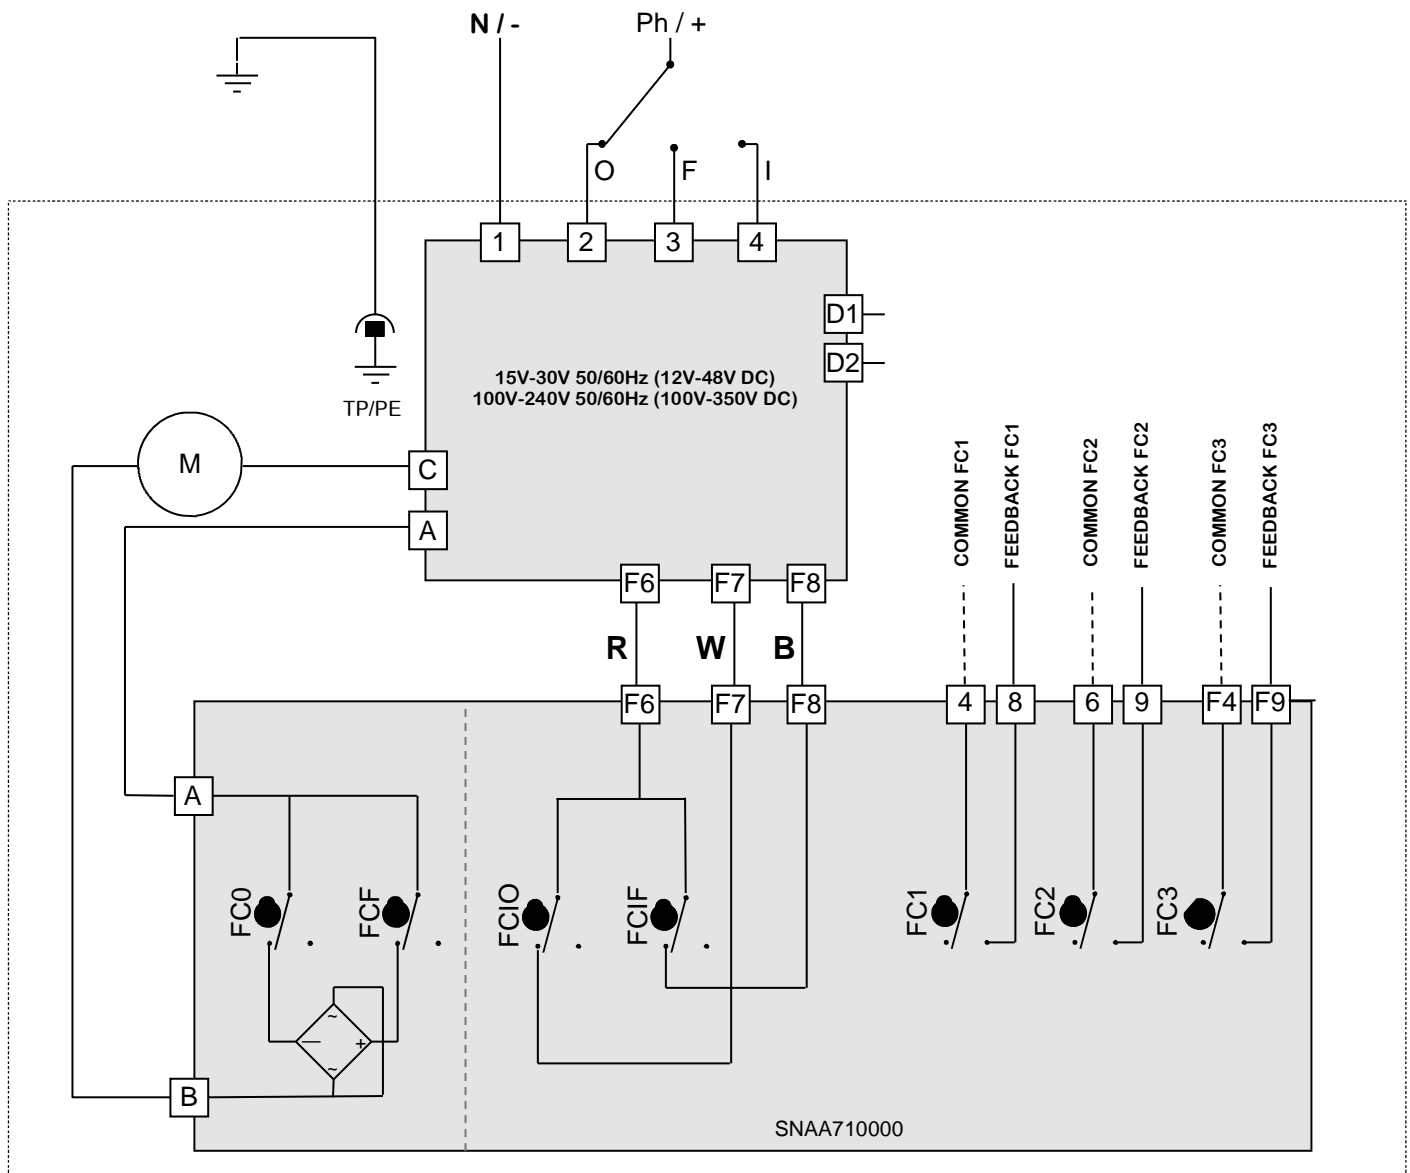 N / -
Ph / +
O
F
I
1
2
3
4
D1
D2
15V-30V 50/60Hz (12V-48V DC)
100V-240V 50/60Hz (100V-350V DC)
TP/PE
M
C
A
F6
F7
F8
R
W
B
COMMON FC1
FEEDBACK FC1
COMMON FC2
FEEDBACK FC2
COMMON FC3
FEEDBACK FC3
F6
F7
F8
4
8
6
9
F4
F9
A
FC0
FCF
FCIO
FCIF
FC1
FC2
FC3
~
—
+
~
B
SNAA710000